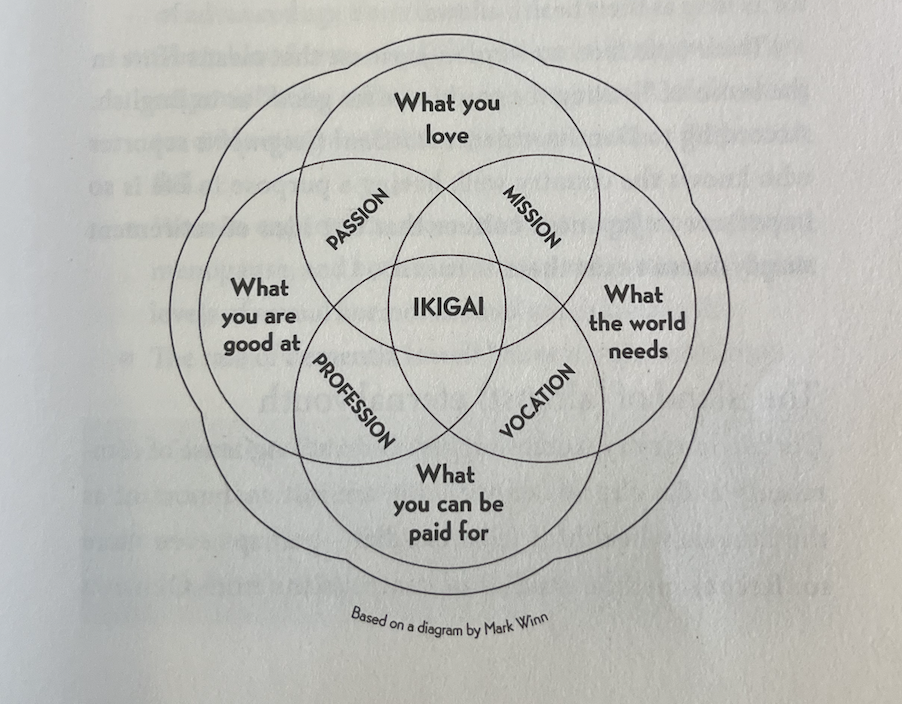 What you
love
PASSION
MISSION
What
you are
good at
IKIGAI
What
the world
needs
PROFESSION
VOCATION
What
you can be
paid for
Based on a diagram by Mark Winn